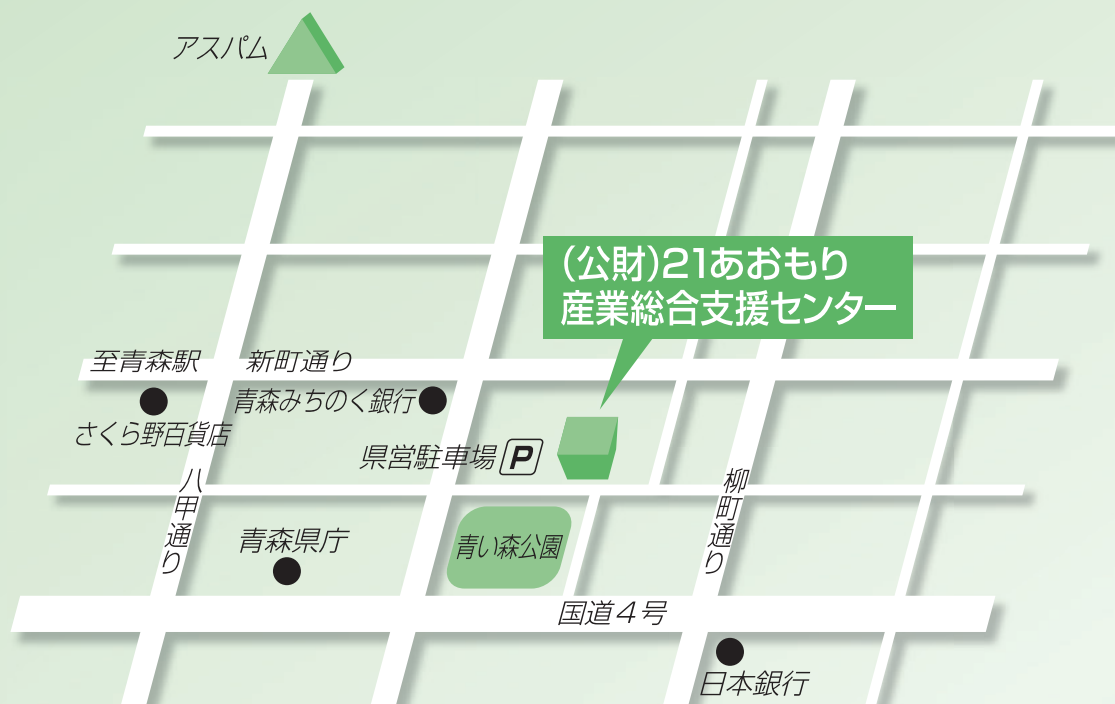 アスパム
（公財）21あおもり
産業総合支援センター
至青森駅
新町通り
青森みちのく銀行
さくら野百貨店
県営駐車場 P
八甲通り
柳町通り
青森県庁
青い森公園
国道4号
日本銀行